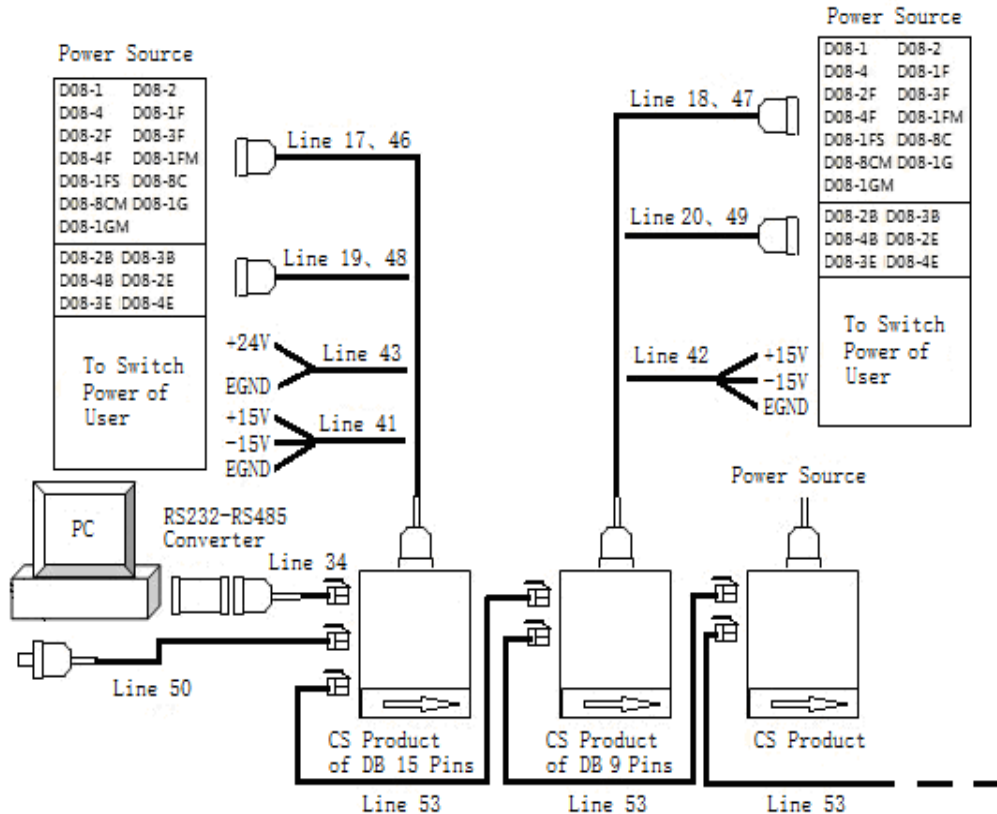 Power Source
D08-1 D08-2
D08-4 D08-1F
D08-2F D08-3F
D08-4F D08-1FM
D08-1FS D08-8C
D08-8CM D08-1G
D08-1GM
D08-2B D08-3B
D08-4B D08-2E
D08-3E D08-4E
To Switch
Power of
User
Line 17、46
Line 19、48
+24V
EGND
Line 43
+15V
-15V
EGND
Line 41
Power Source
D08-1 D08-2
D08-4 D08-1F
D08-2F D08-3F
D08-4F D08-1FM
D08-1FS D08-8C
D08-8CM D08-1G
D08-1GM
D08-2B D08-3B
D08-4B D08-2E
D08-3E D08-4E
To Switch
Power of
User
Line 18、47
Line 20、49
Line 42
+15V
-15V
EGND
Power Source
PC
RS232-RS485
Converter
Line 34
Line 50
CS Product
of DB 15 Pins
CS Product
of DB 9 Pins
CS Product
Line 53
Line 53
Line 53